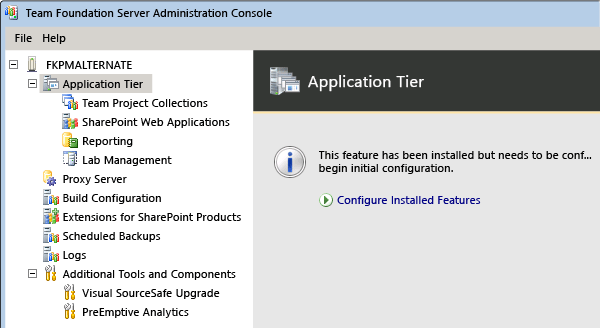 Team Foundation Server Administration Console
File Help
FKPMALTERNATE
Application Tier
Team Project Collections
SharePoint Web Applications
Reporting
Lab Management
Proxy Server
Build Configuration
Extensions for SharePoint Products
Scheduled Backups
Logs
Additional Tools and Components
Visual SourceSafe Upgrade
PreEmptive Analytics
Application Tier
This feature has been installed but needs to be conf...
begin initial configuration.
Configure Installed Features